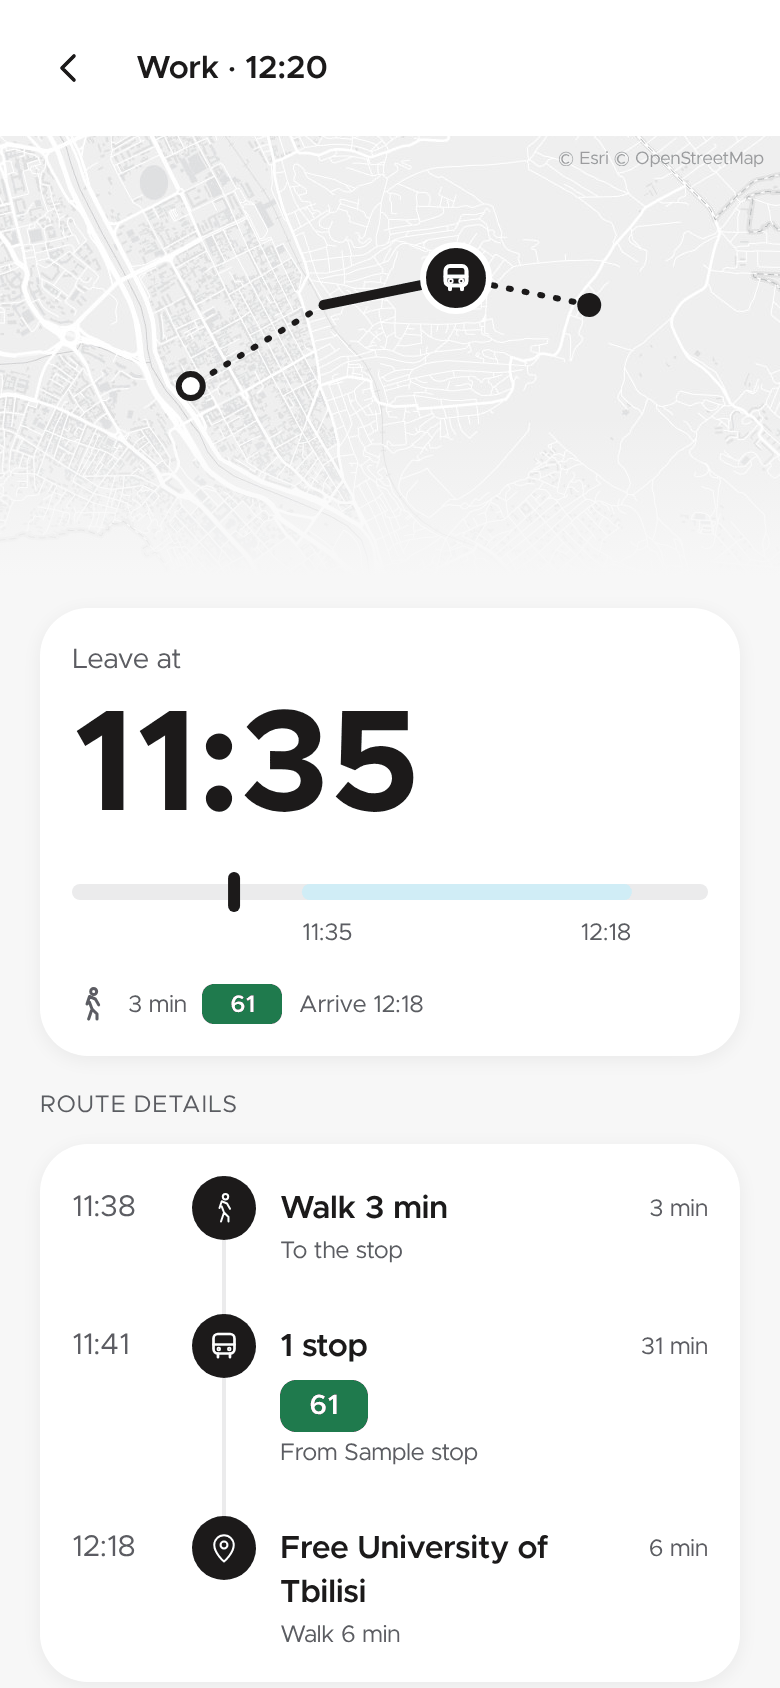 Work · 12:20
© Esri © OpenStreetMap
Leave at
11:35
11:35 12:18
3 min 61 Arrive 12:18
ROUTE DETAILS
11:38 Walk 3 min 3 min
To the stop
11:41 1 stop 31 min
61
From Sample stop
12:18 Free University of 6 min
Tbilisi
Walk 6 min